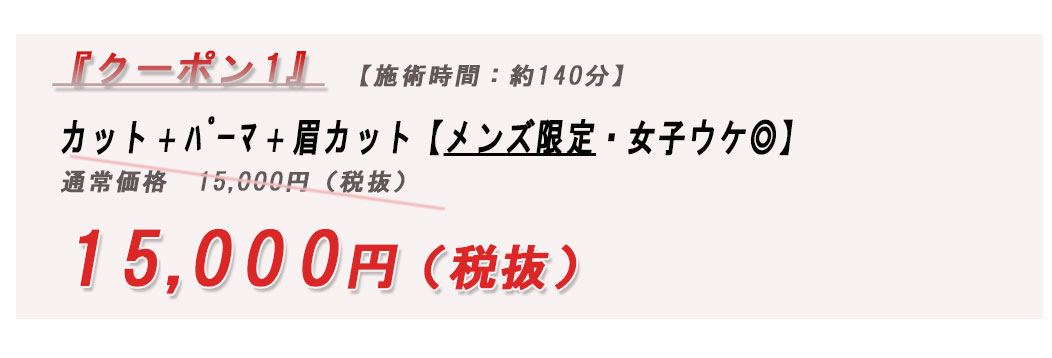 『クーポン1』 【施術時間：約140分】
カット＋ﾊﾟｰﾏ＋眉カット【メンズ限定・女子ウケ◎】
通常価格　15,000円（税抜）
15,000円（税抜）